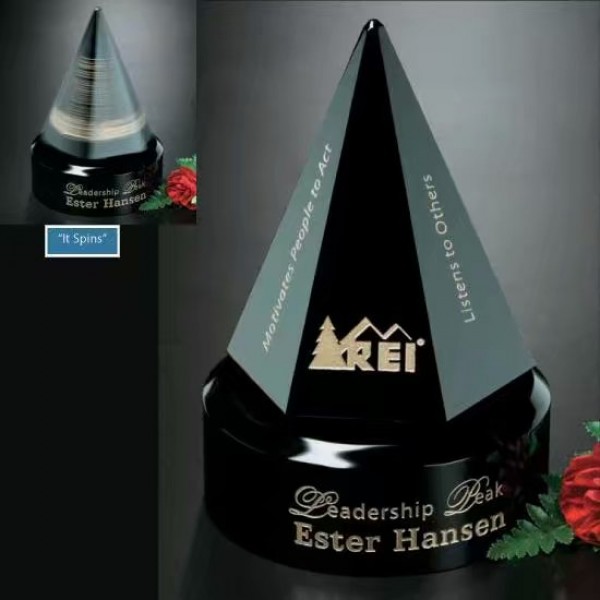 Leadership Peak
Ester Hansen
"It Spins"
Motivates People to Act
Listens to Others
REI®
Leadership Peak
Ester Hansen